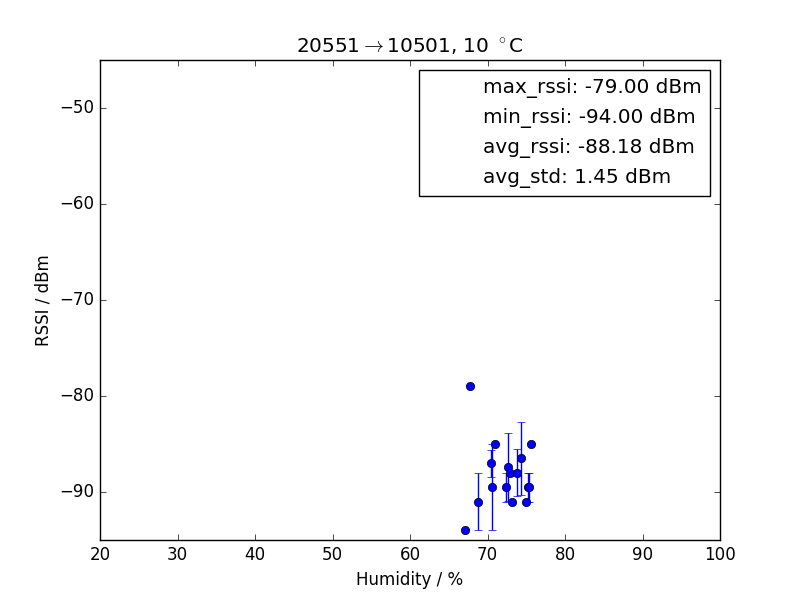 20551→10501, 10 °C
max_rssi: -79.00 dBm
min_rssi: -94.00 dBm
avg_rssi: -88.18 dBm
avg_std: 1.45 dBm
−50
−60
−70
−80
−90
RSSI / dBm
20 30 40 50 60 70 80 90 100
Humidity / %